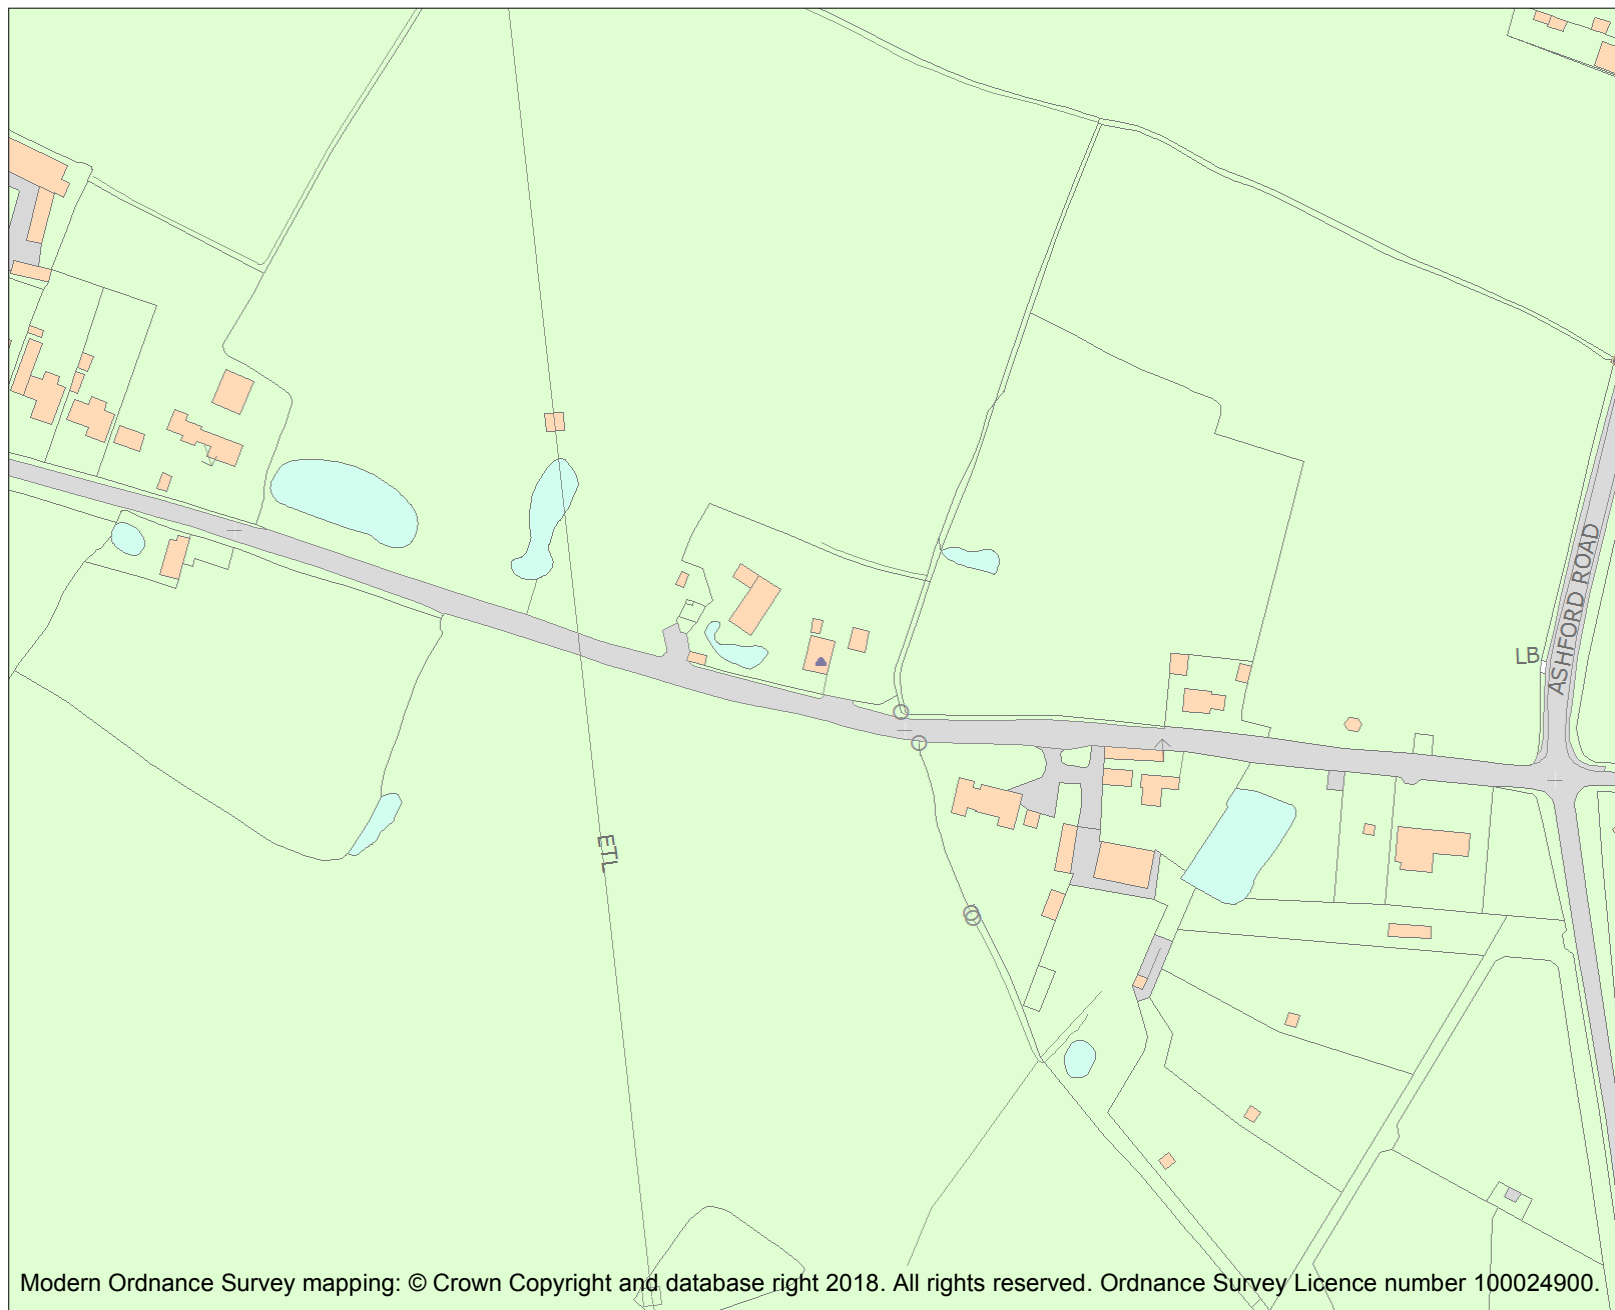 LB
ASHFORD ROAD
ETL
Modern Ordnance Survey mapping: © Crown Copyright and database right 2018. All rights reserved. Ordnance Survey Licence number 100024900.